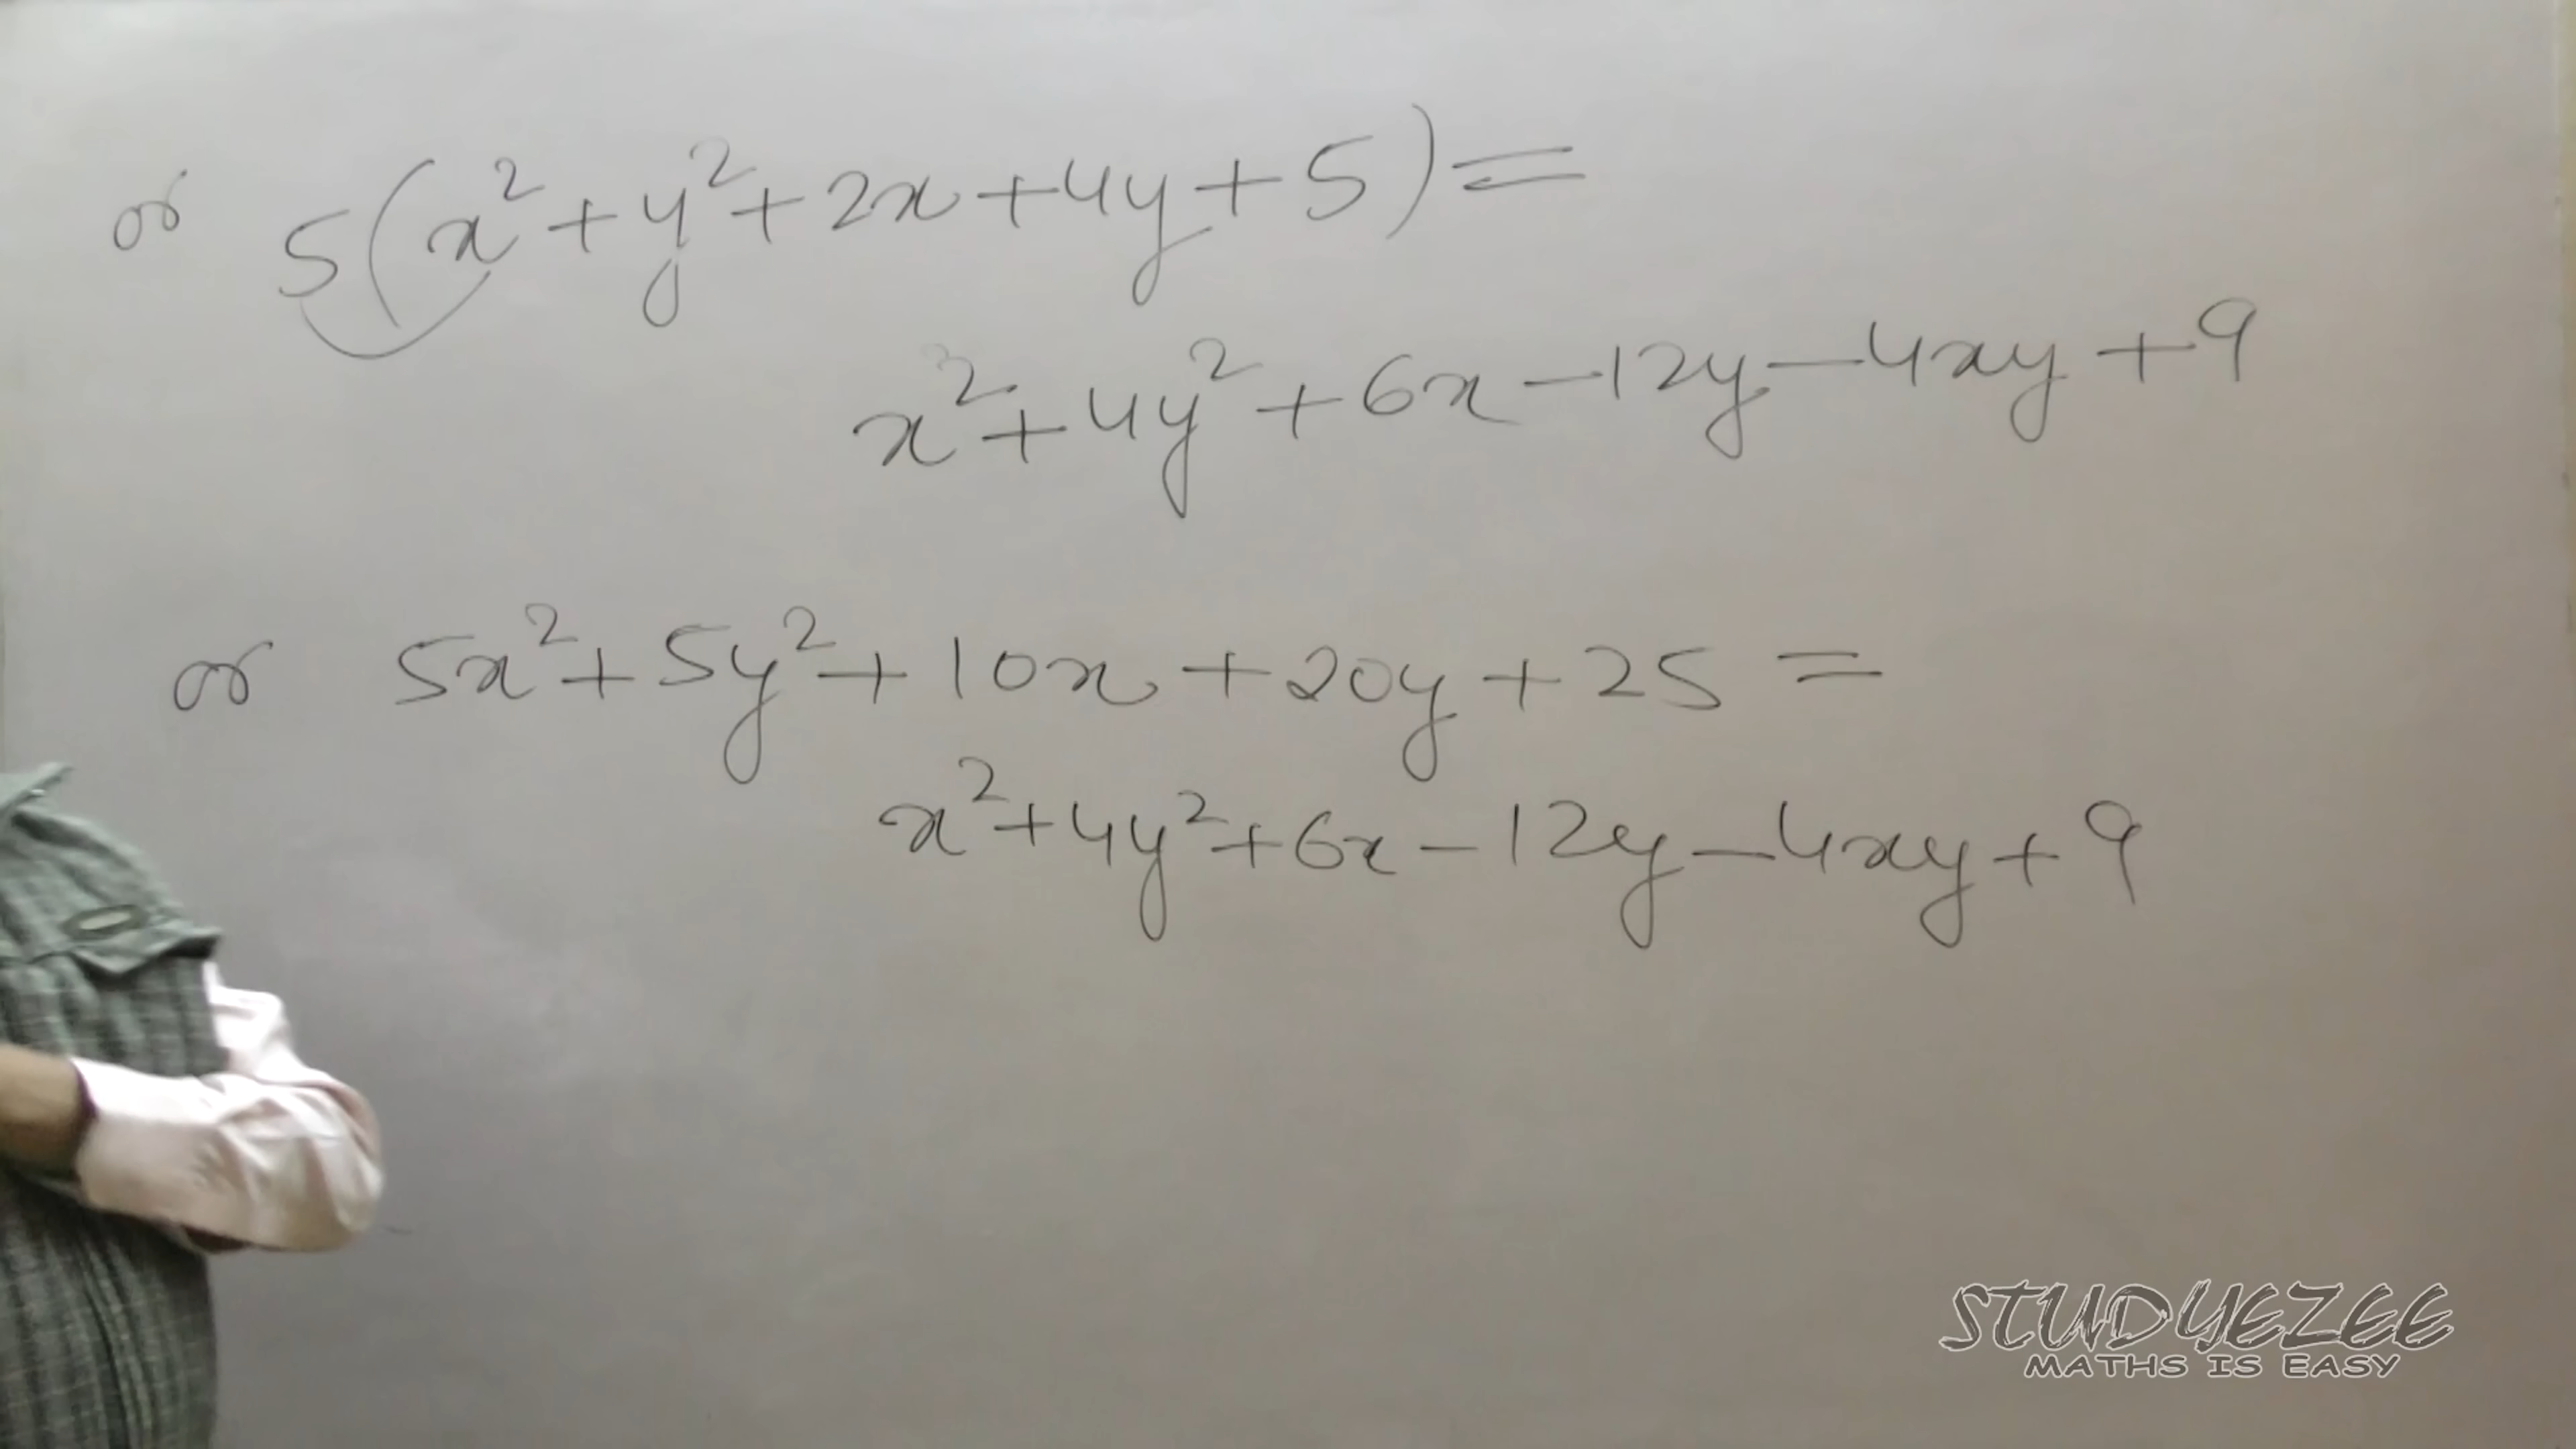 or 5(x²+y²+2x+4y+5)=
x²+4y²+6x-12y-4xy+9
or 5x²+5y²+10x+20y+25=
x²+4y²+6x-12y-4xy+9
STUDYEZEE
MATHS IS EASY